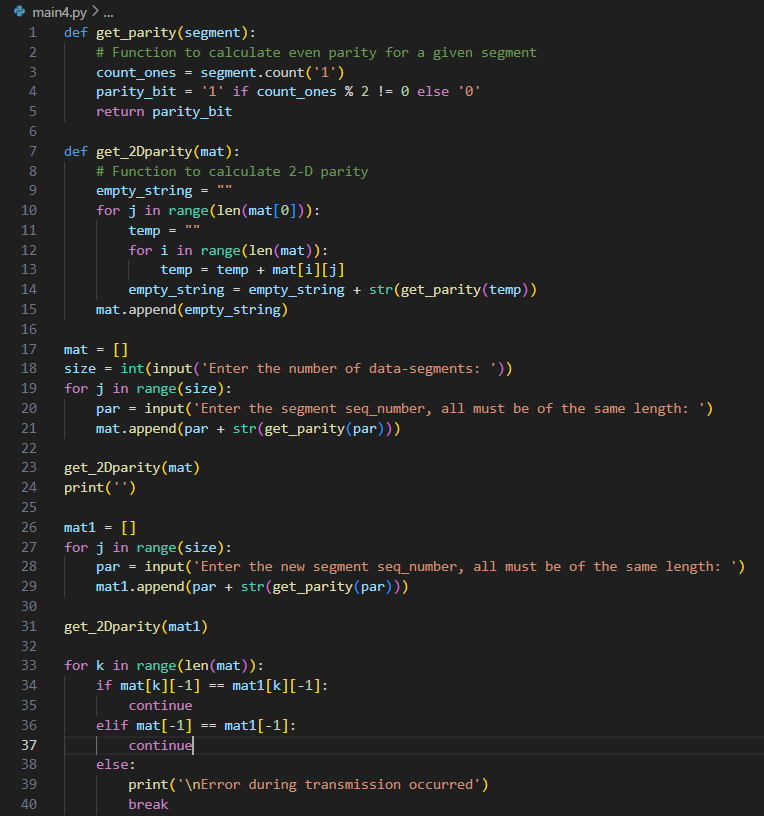 main4.py > ...
1 def get_parity(segment):
2     # Function to calculate even parity for a given segment
3     count_ones = segment.count('1')
4     parity_bit = '1' if count_ones % 2 != 0 else '0'
5     return parity_bit
6
7 def get_2Dparity(mat):
8     # Function to calculate 2-D parity
9     empty_string = ""
10     for j in range(len(mat[0])):
11         temp = ""
12         for i in range(len(mat)):
13             temp = temp + mat[i][j]
14         empty_string = empty_string + str(get_parity(temp))
15     mat.append(empty_string)
16
17 mat = []
18 size = int(input('Enter the number of data-segments: '))
19 for j in range(size):
20     par = input('Enter the segment seq_number, all must be of the same length: ')
21     mat.append(par + str(get_parity(par)))
22
23 get_2Dparity(mat)
24 print('')
25
26 mat1 = []
27 for j in range(size):
28     par = input('Enter the new segment seq_number, all must be of the same length: ')
29     mat1.append(par + str(get_parity(par)))
30
31 get_2Dparity(mat1)
32
33 for k in range(len(mat)):
34     if mat[k][-1] == mat1[k][-1]:
35         continue
36     elif mat[-1] == mat1[-1]:
37         continue
38     else:
39         print('\nError during transmission occurred')
40         break